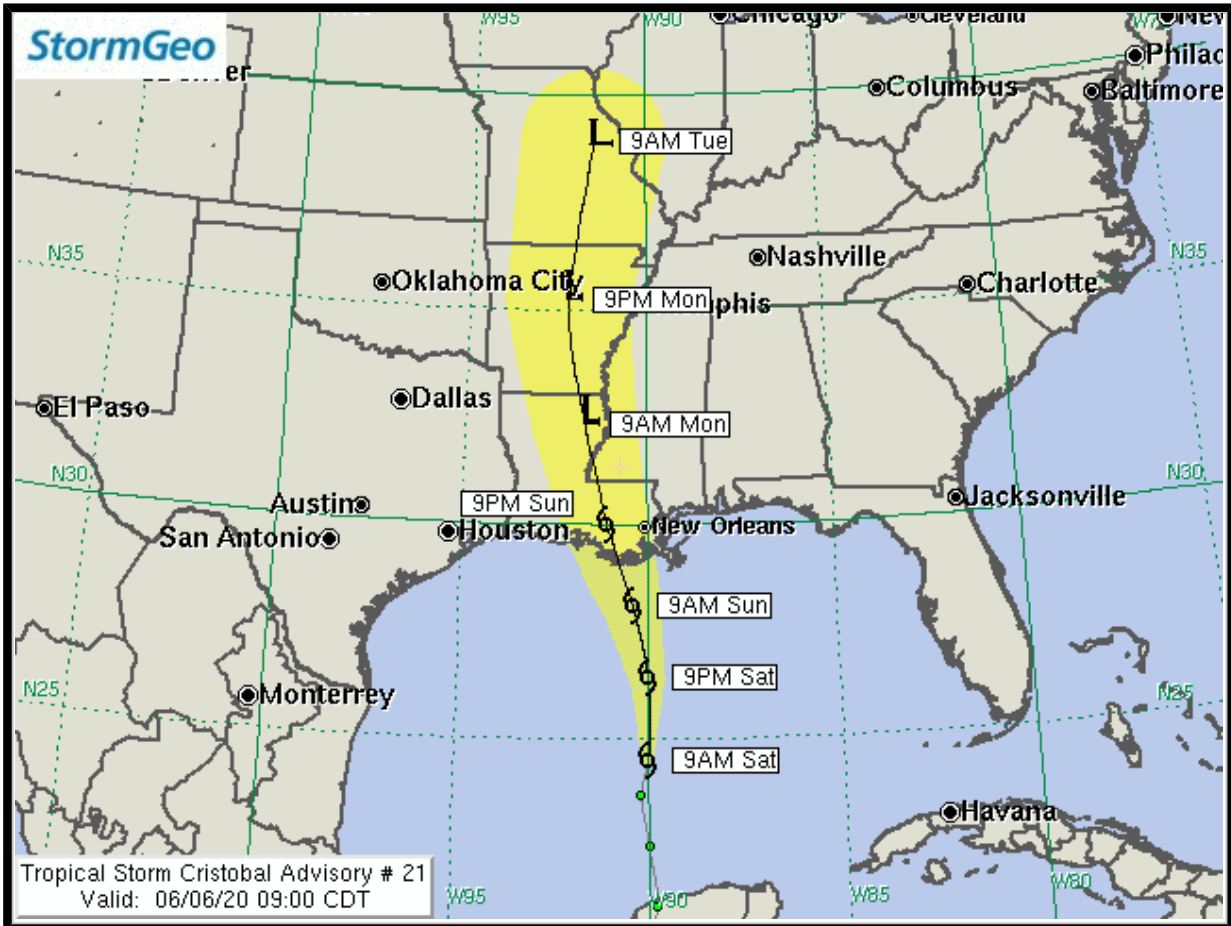 StormGeo
W95
W90
Chicago
Cleveland
Philad
Columbus
Baltimore
9AM Tue
N35
Oklahoma City
Nashville
N35
Charlotte
9PM Mon
El Paso
Dallas
9AM Mon
N30
N30
Austin
9PM Sun
Jacksonville
San Antonio
Houston
New Orleans
9AM Sun
N25
Monterrey
9PM Sat
N25
9AM Sat
Havana
Tropical Storm Cristobal Advisory # 21
Valid: 06/06/20 09:00 CDT
W95
W90
W85
W80
L
L